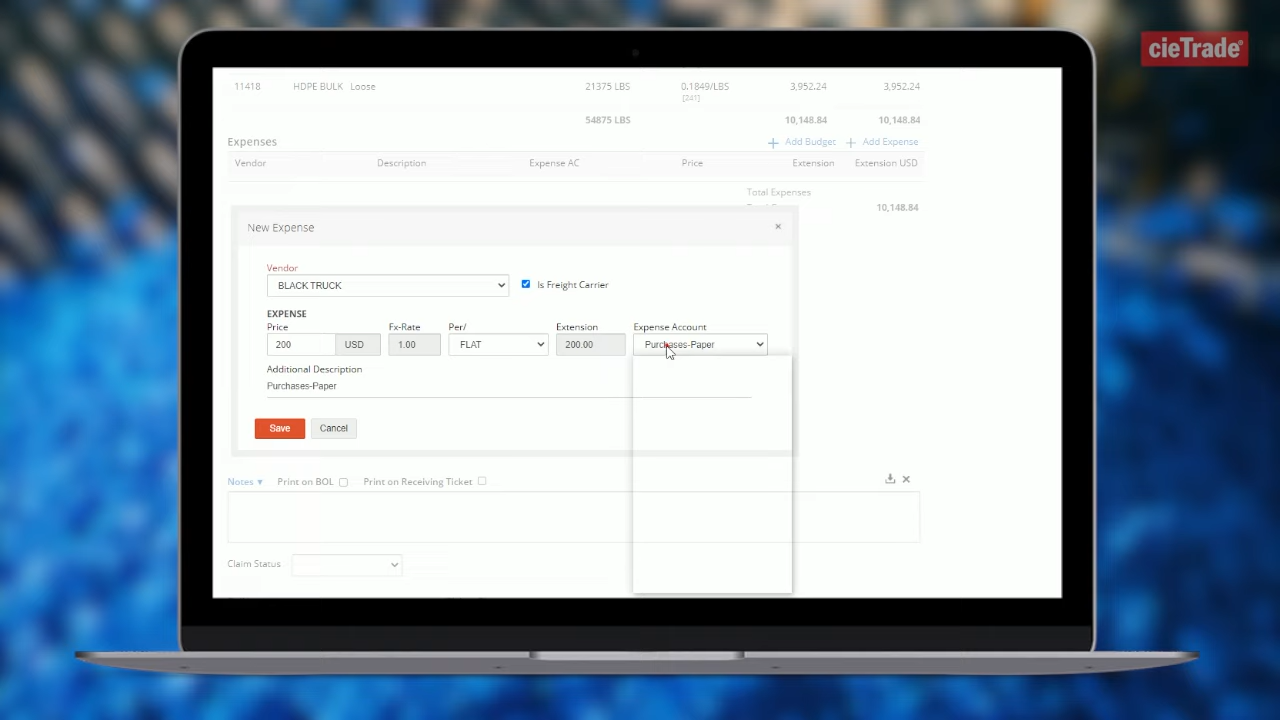 cieTrade®
11418 HDPE BULK Loose 21375 LBS 0.1849/LBS 3,952.24 3,952.24
[241]
54875 LBS 10,148.84 10,148.84
Expenses + Add Budget + Add Expense
Vendor Description Expense AC Price Extension Extension USD
Total Expenses
10,148.84
New Expense ×
Vendor
BLACK TRUCK Is Freight Carrier
EXPENSE
Price Fx-Rate Per/ Extension Expense Account
200 USD 1.00 FLAT 200.00 Purchases-Paper
Additional Description
Purchases-Paper
Save Cancel
Notes ▼ Print on BOL Print on Receiving Ticket
Claim Status